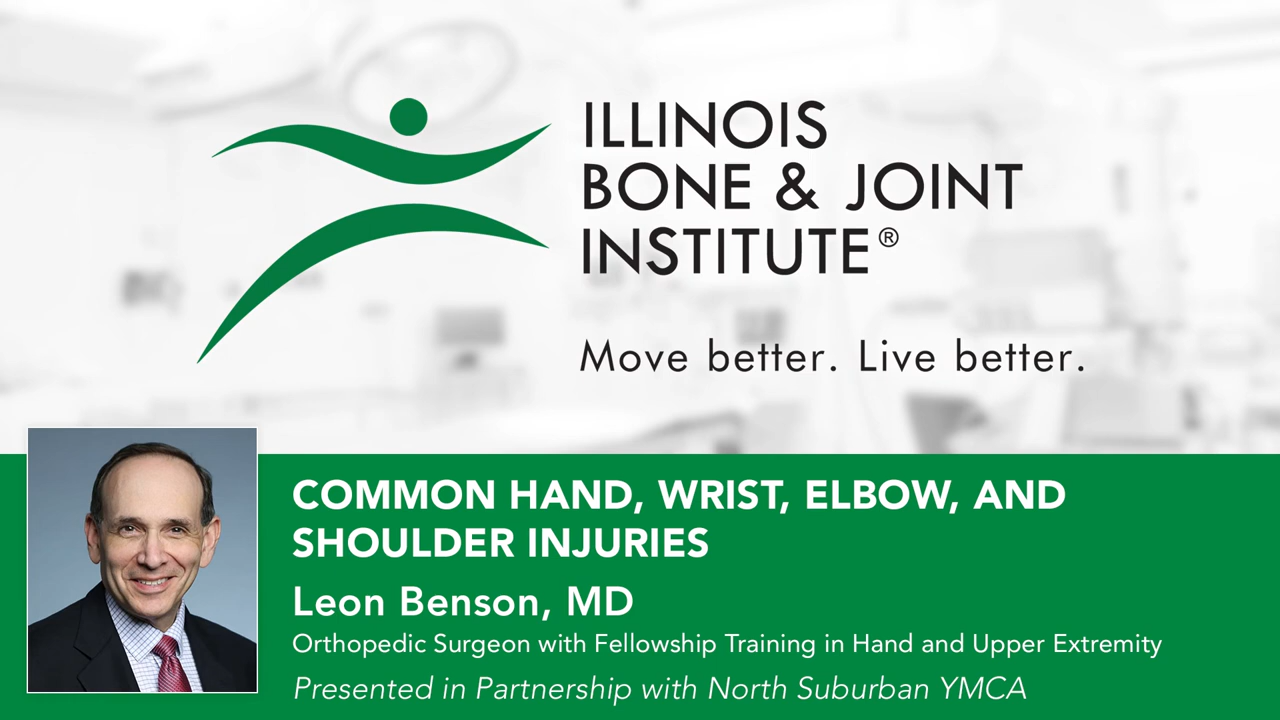 ILLINOIS
BONE & JOINT
INSTITUTE®
Move better. Live better.
COMMON HAND, WRIST, ELBOW, AND
SHOULDER INJURIES
Leon Benson, MD
Orthopedic Surgeon with Fellowship Training in Hand and Upper Extremity
Presented in Partnership with North Suburban YMCA